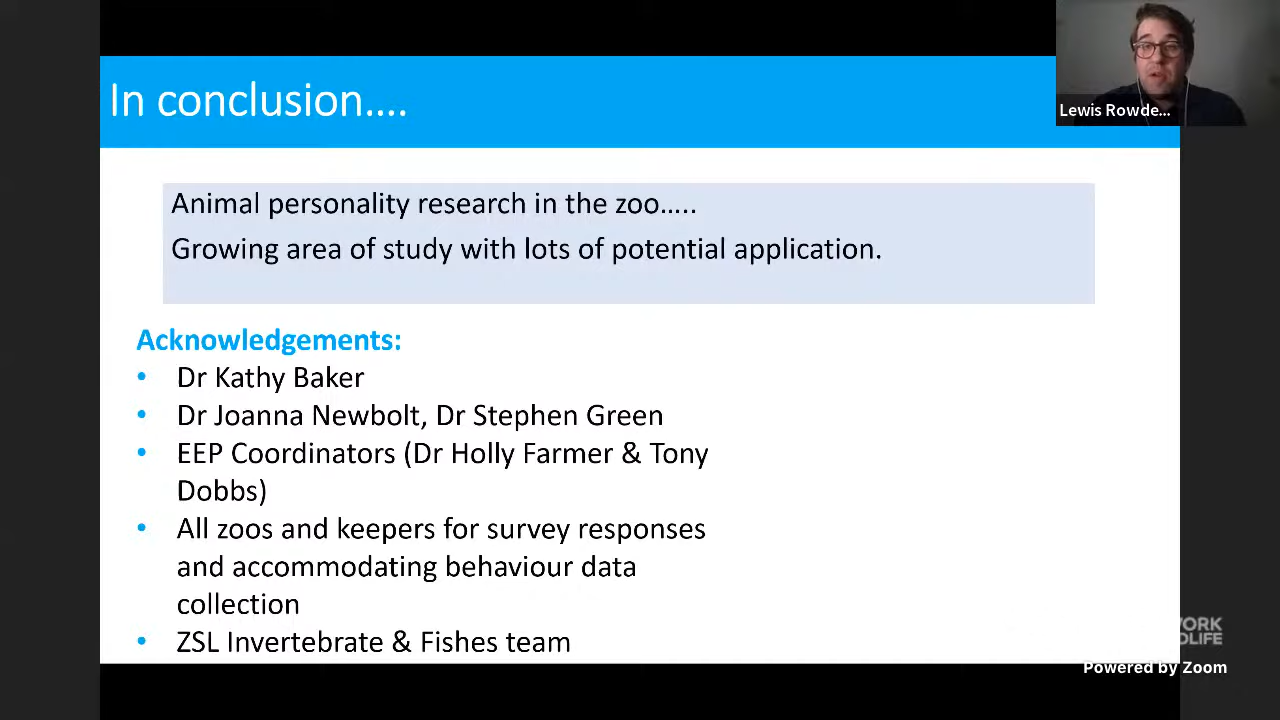 In conclusion....
Lewis Rowde...
Animal personality research in the zoo.....
Growing area of study with lots of potential application.
Acknowledgements:
• Dr Kathy Baker
• Dr Joanna Newbolt, Dr Stephen Green
• EEP Coordinators (Dr Holly Farmer & Tony
Dobbs)
• All zoos and keepers for survey responses
and accommodating behaviour data
collection
• ZSL Invertebrate & Fishes team
Powered by Zoom